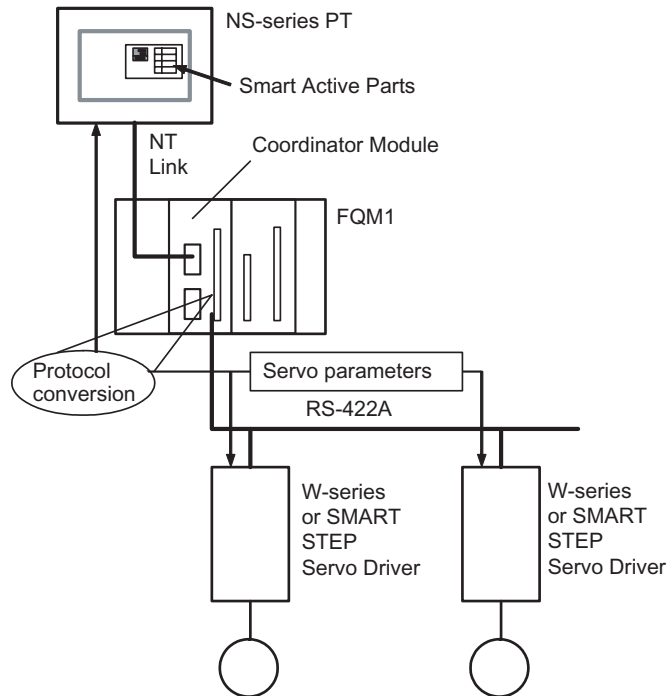 NS-series PT
Smart Active Parts
NT
Link
Coordinator Module
FQM1
Protocol
conversion
Servo parameters
RS-422A
W-series
or SMART
STEP
Servo Driver
W-series
or SMART
STEP
Servo Driver